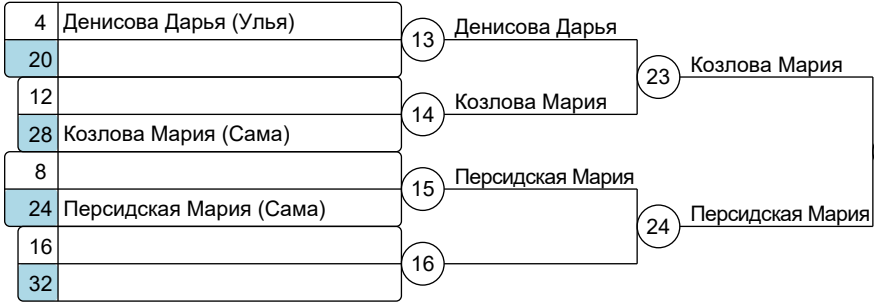 4 Денисова Дарья (Улья)
20
12
28 Козлова Мария (Сама)
8
24 Персидская Мария (Сама)
16
32
13 Денисова Дарья
14 Козлова Мария
15 Персидская Мария
16
23 Козлова Мария
24 Персидская Мария